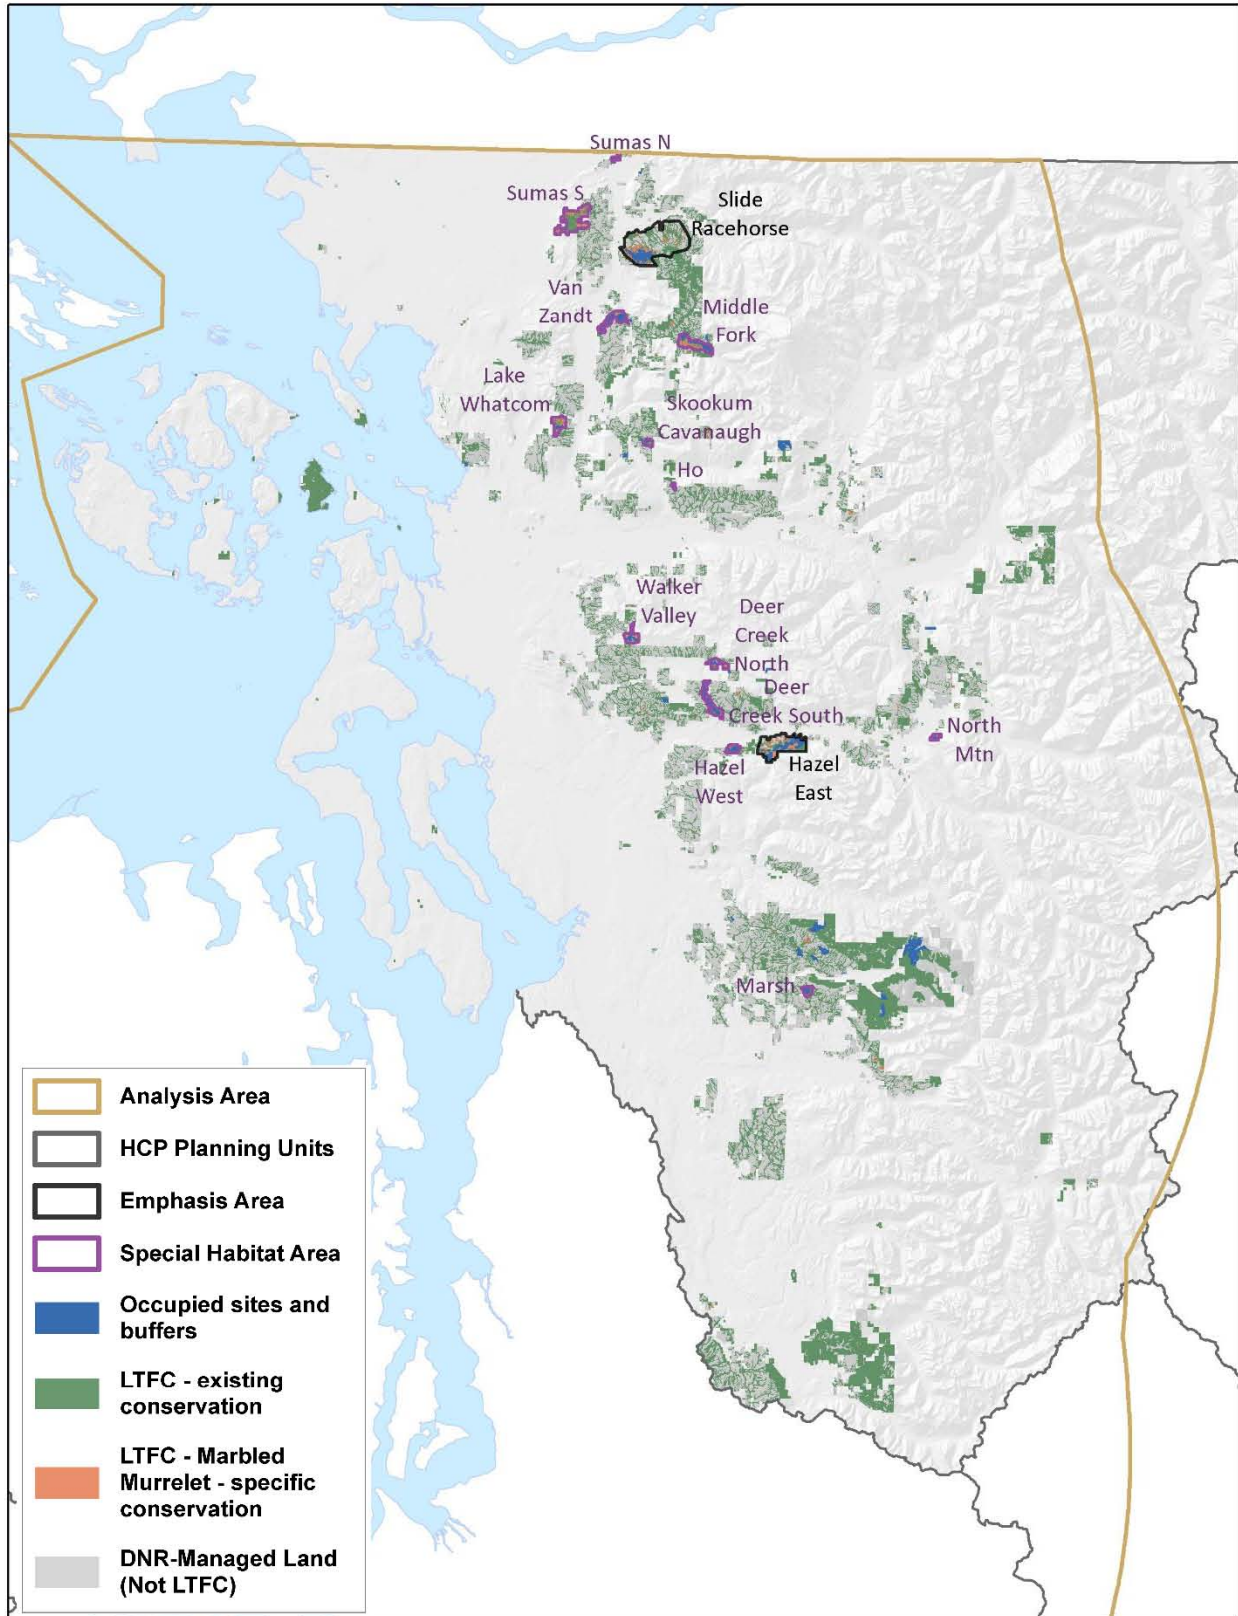 Sumas N
Sumas S
Slide
Racehorse
Van
Zandt
Middle
Fork
Lake
Whatcom
Skookum
Cavanaugh
Ho
Walker
Valley
Deer
Creek
North
Deer
Creek South
North
Mtn
Hazel
West
Hazel
East
Marsh
Analysis Area
HCP Planning Units
Emphasis Area
Special Habitat Area
Occupied sites and
buffers
LTFC - existing
conservation
LTFC - Marbled
Murrelet - specific
conservation
DNR-Managed Land
(Not LTFC)